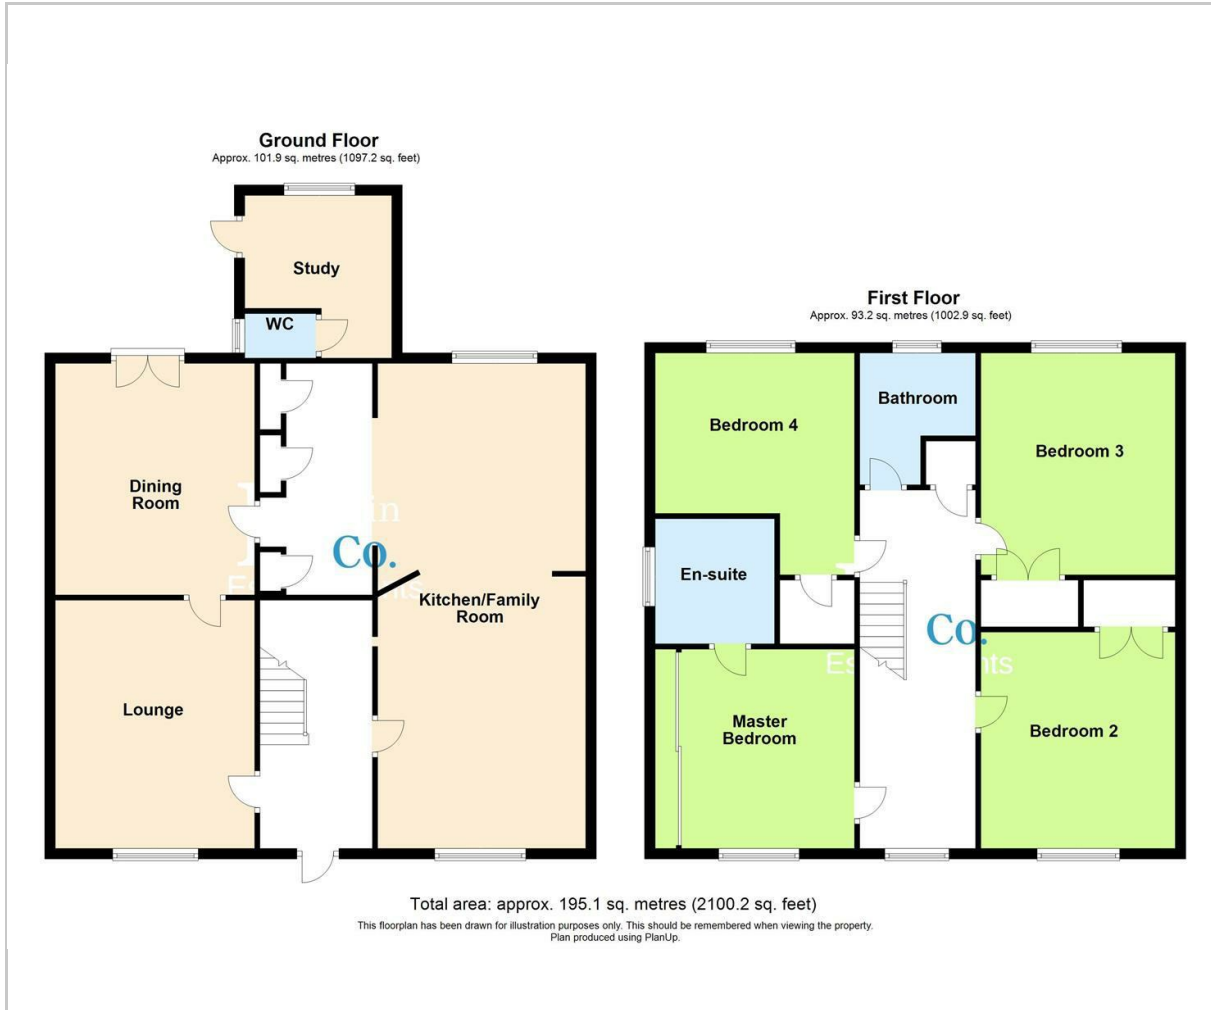 Ground Floor
Approx. 101.9 sq. metres (1097.2 sq. feet)
Study
WC
Dining
Room
Co.
Kitchen/Family
Room
Lounge
First Floor
Approx. 93.2 sq. metres (1002.9 sq. feet)
Bathroom
Bedroom 4
Bedroom 3
En-suite
Co.
Master
Bedroom
Bedroom 2
Total area: approx. 195.1 sq. metres (2100.2 sq. feet)
This floorplan has been drawn for illustration purposes only. This should be remembered when viewing the property.
Plan produced using PlanUp.